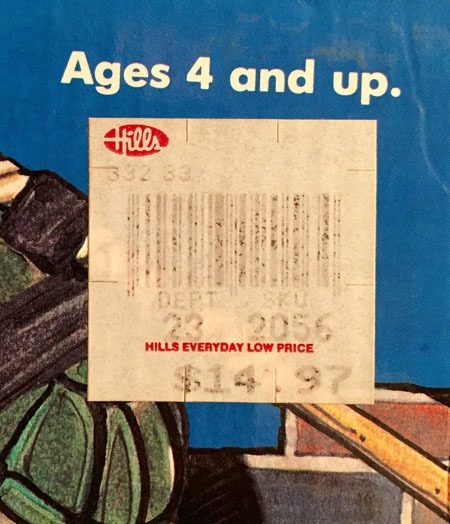 Ages 4 and up.
Hills
332 33
DEPT SKU
23 2056
HILLS EVERYDAY LOW PRICE
$14.97